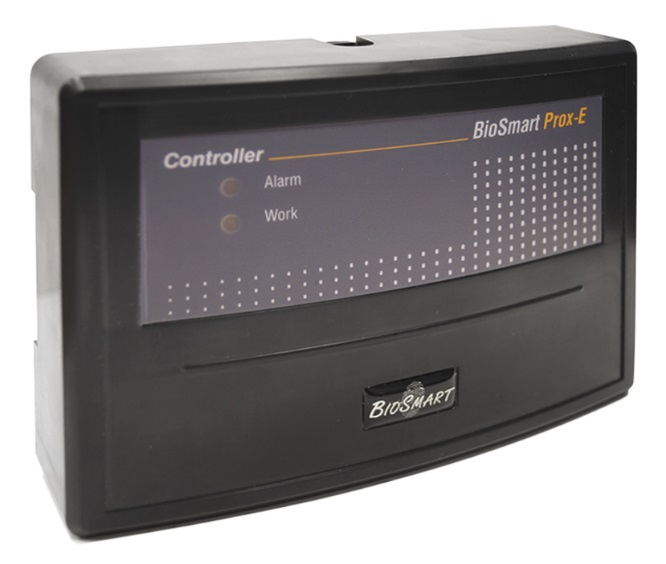 BioSmart Prox-E
Controller
Alarm
Work
BIOSMART